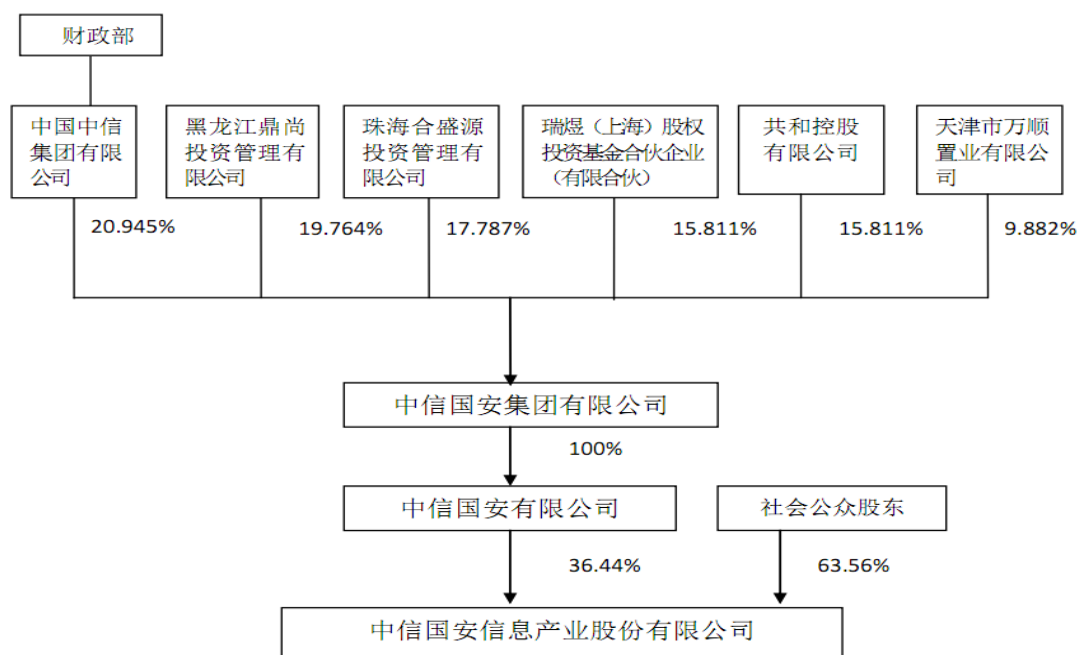 财政部
中国中信
集团有限
公司
黑龙江鼎尚
投资管理有
限公司
珠海合盛源
投资管理有
限公司
瑞煜（上海）股权
投资基金合伙企业
（有限合伙）
共和控股
有限公司
天津市万顺
置业有限公
司
20.945%
19.764%
17.787%
15.811%
15.811%
9.882%
中信国安集团有限公司
100%
中信国安有限公司
社会公众股东
36.44%
63.56%
中信国安信息产业股份有限公司